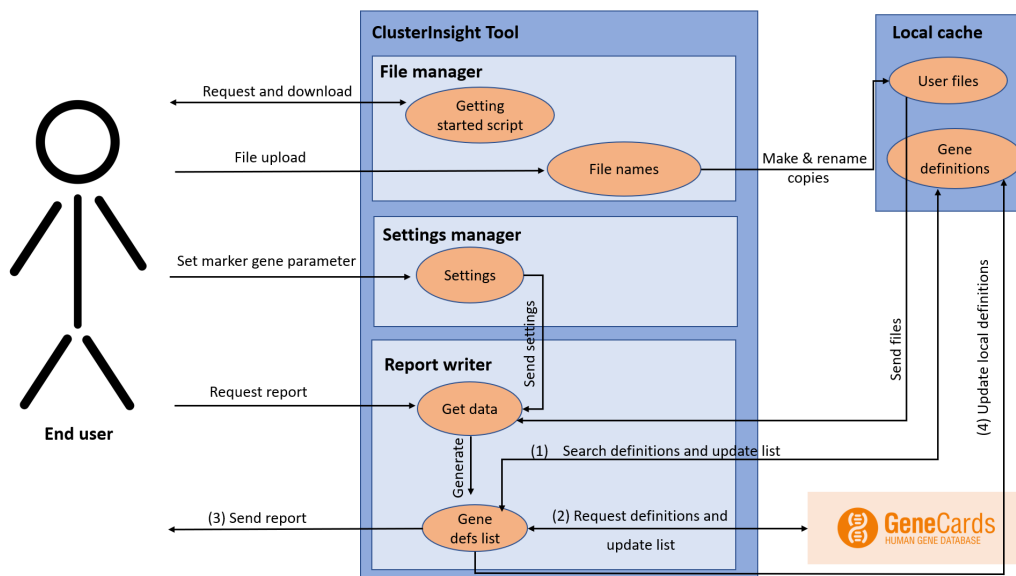 ClusterInsight Tool
Local cache
File manager
User files
Request and download
Getting
started script
Gene
definitions
File upload
File names
Make & rename
copies
Settings manager
Set marker gene parameter
Settings
Send settings
Send files
(4) Update local definitions
Report writer
Request report
Get data
End user
Generate
(1) Search definitions and update list
(3) Send report
Gene
defs list
(2) Request definitions and
update list
GeneCards
HUMAN GENE DATABASE